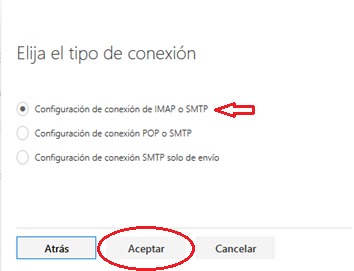 Elija el tipo de conexión
Configuración de conexión de IMAP o SMTP
Configuración de conexión POP o SMTP
Configuración de conexión SMTP solo de envío
Atrás Aceptar Cancelar